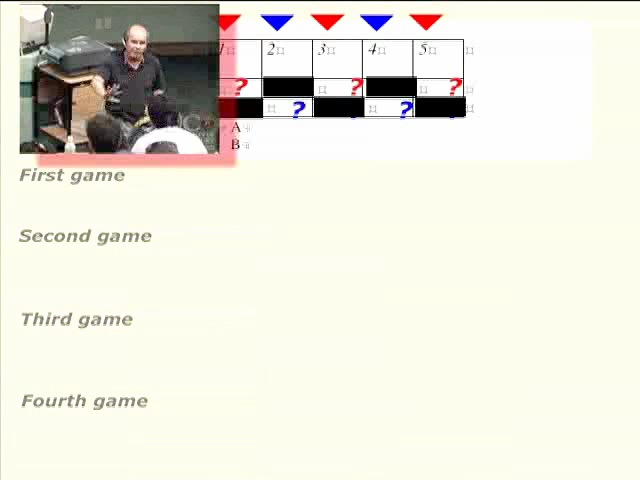 1 2 3 4 5
? ? ?
? ?
A
B
First game
Second game
Third game
Fourth game